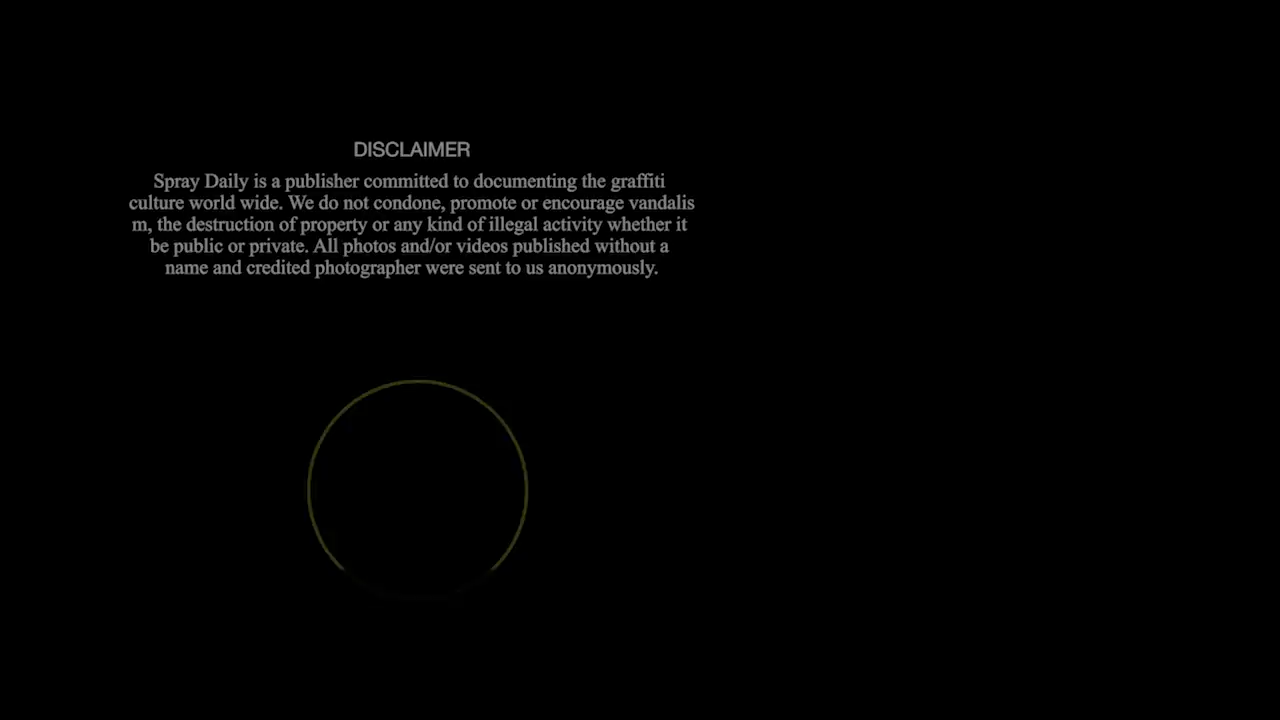 DISCLAIMER
Spray Daily is a publisher committed to documenting the graffiti
culture world wide. We do not condone, promote or encourage vandalis
m, the destruction of property or any kind of illegal activity whether it
be public or private. All photos and/or videos published without a
name and credited photographer were sent to us anonymously.